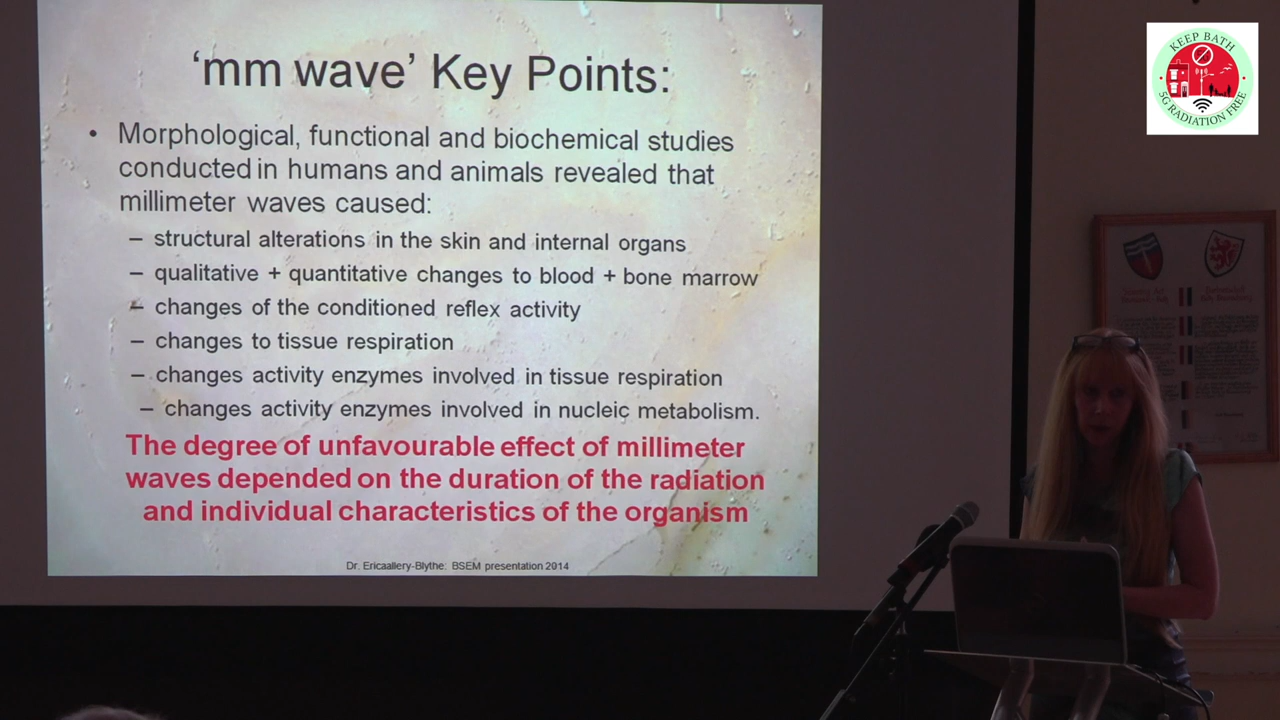 ‘mm wave’ Key Points:
• Morphological, functional and biochemical studies
conducted in humans and animals revealed that
millimeter waves caused:
– structural alterations in the skin and internal organs
– qualitative + quantitative changes to blood + bone marrow
– changes of the conditioned reflex activity
– changes to tissue respiration
– changes activity enzymes involved in tissue respiration
– changes activity enzymes involved in nucleic metabolism.
The degree of unfavourable effect of millimeter
waves depended on the duration of the radiation
and individual characteristics of the organism
Dr. Ericaallery-Blythe: BSEM presentation 2014
KEEP BATH
5G RADIATION FREE